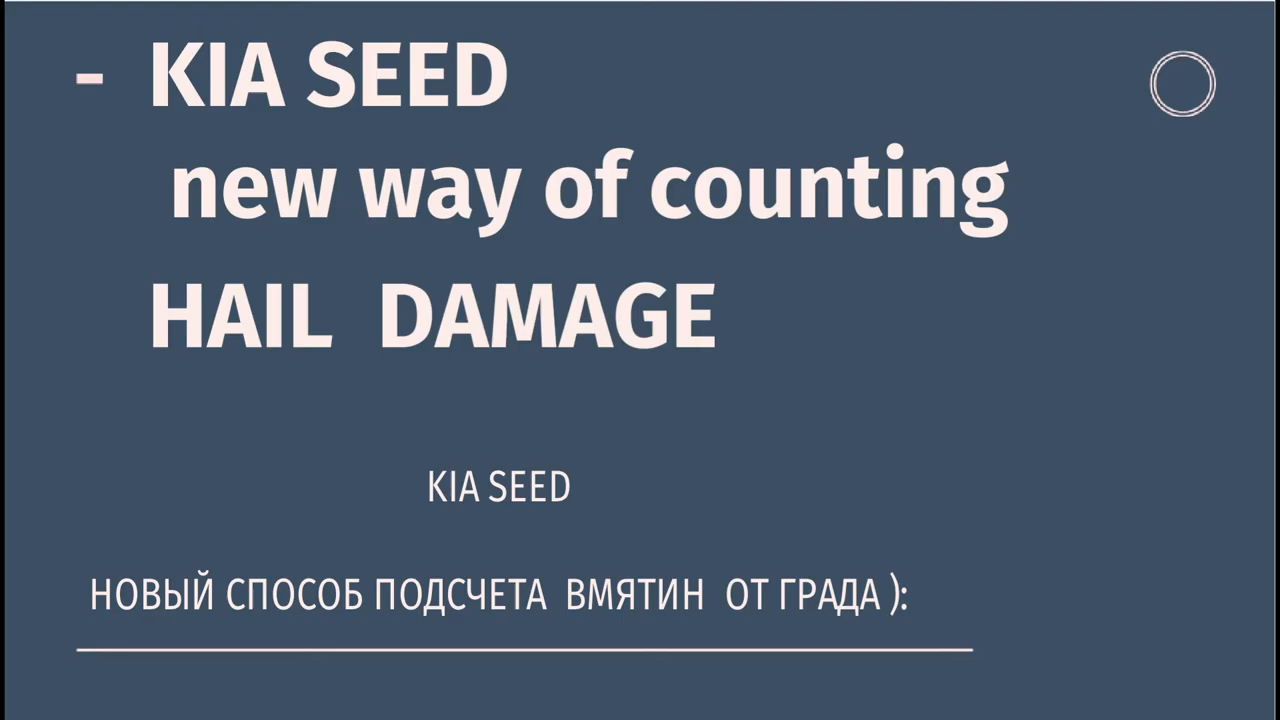 - KIA SEED
new way of counting
HAIL DAMAGE
KIA SEED
НОВЫЙ СПОСОБ ПОДСЧЕТА ВМЯТИН ОТ ГРАДА ):